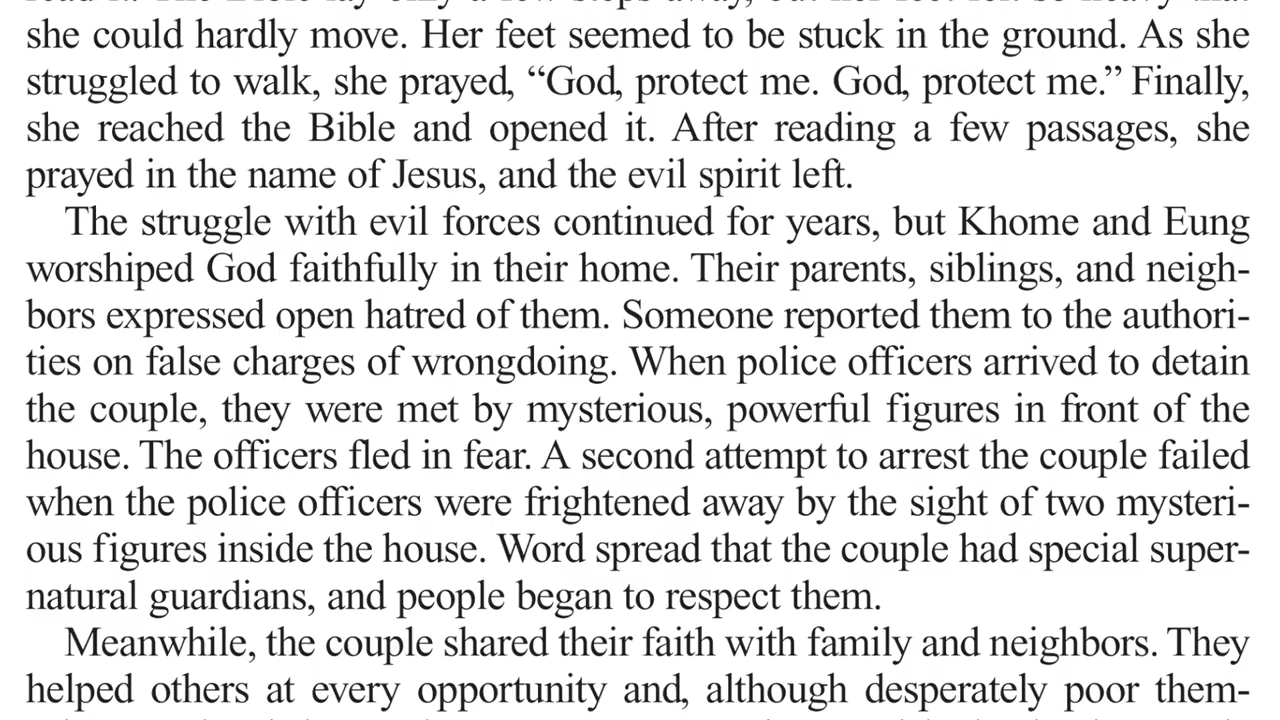 she could hardly move. Her feet seemed to be stuck in the ground. As she
struggled to walk, she prayed, “God, protect me. God, protect me.” Finally,
she reached the Bible and opened it. After reading a few passages, she
prayed in the name of Jesus, and the evil spirit left.
The struggle with evil forces continued for years, but Khome and Eung
worshiped God faithfully in their home. Their parents, siblings, and neigh-
bors expressed open hatred of them. Someone reported them to the authori-
ties on false charges of wrongdoing. When police officers arrived to detain
the couple, they were met by mysterious, powerful figures in front of the
house. The officers fled in fear. A second attempt to arrest the couple failed
when the police officers were frightened away by the sight of two mysteri-
ous figures inside the house. Word spread that the couple had special super-
natural guardians, and people began to respect them.
Meanwhile, the couple shared their faith with family and neighbors. They
helped others at every opportunity and, although desperately poor them-